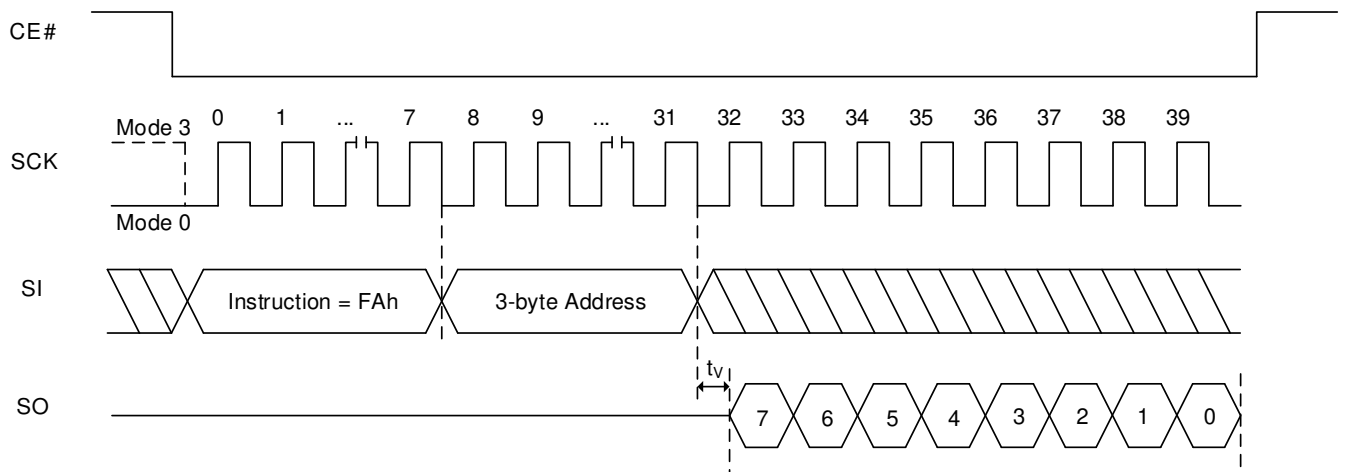 CE#
Mode 3 0 1 ... 7 8 9 ... 31 32 33 34 35 36 37 38 39
SCK
Mode 0
SI Instruction = FAh 3-byte Address
tV
SO 7 6 5 4 3 2 1 0